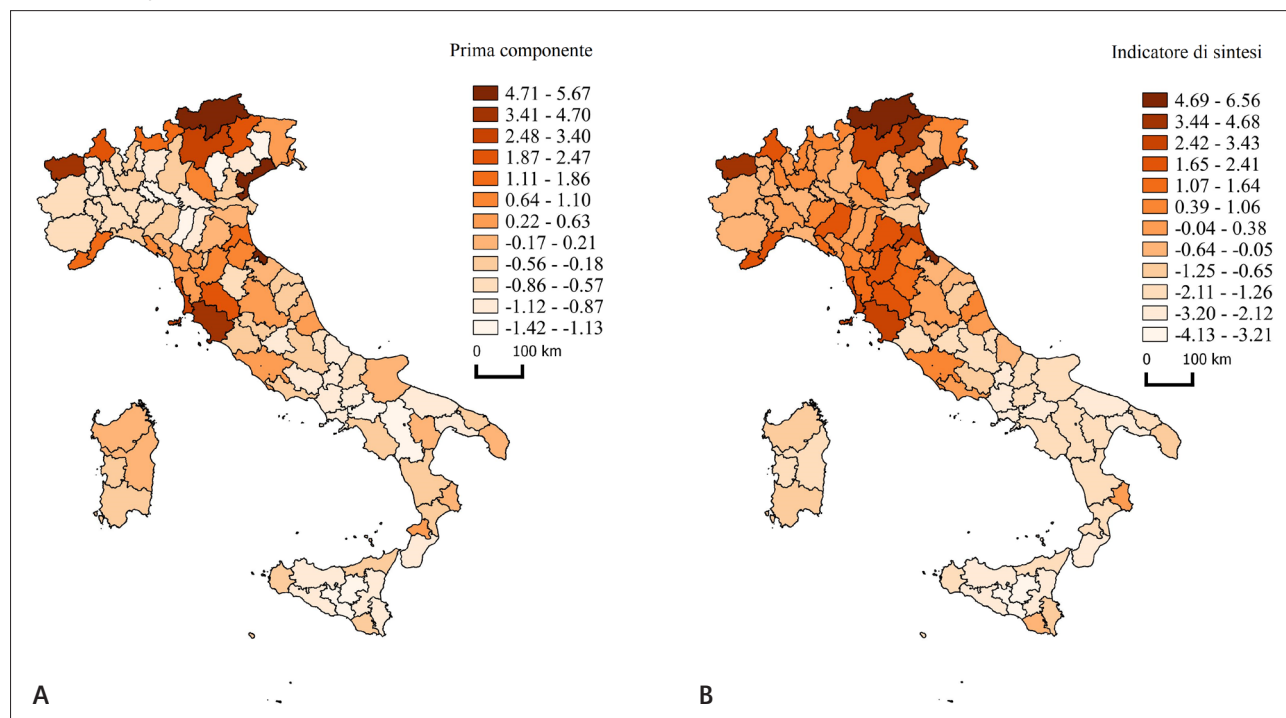 Prima componente
4.71 - 5.67
3.41 - 4.70
2.48 - 3.40
1.87 - 2.47
1.11 - 1.86
0.64 - 1.10
0.22 - 0.63
-0.17 - 0.21
-0.56 - -0.18
-0.86 - -0.57
-1.12 - -0.87
-1.42 - -1.13
0 100 km
A
Indicatore di sintesi
4.69 - 6.56
3.44 - 4.68
2.42 - 3.43
1.65 - 2.41
1.07 - 1.64
0.39 - 1.06
-0.04 - 0.38
-0.64 - -0.05
-1.25 - -0.65
-2.11 - -1.26
-3.20 - -2.12
-4.13 - -3.21
0 100 km
B